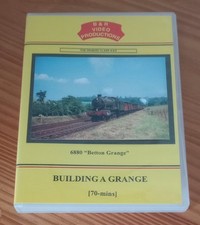 B & R
VIDEO
PRODUCTIONS
6880 "Betton Grange"
BUILDING A GRANGE
[70-mins]